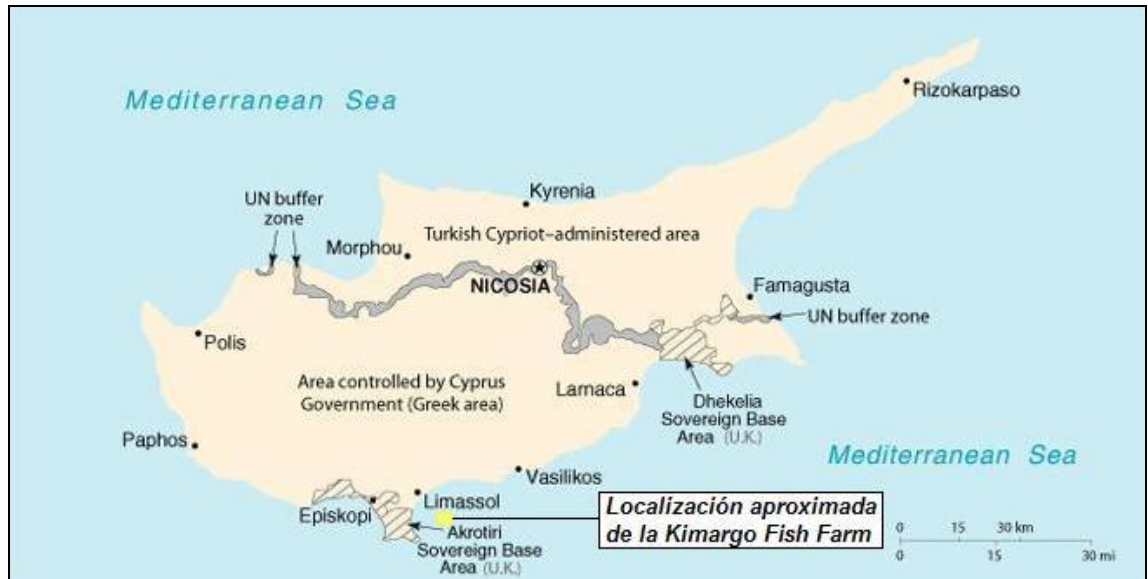 Mediterranean Sea
Rizokarpaso
UN buffer
zone
Kyrenia
Morphou
Turkish Cypriot–administered area
NICOSIA
Famagusta
UN buffer zone
Polis
Area controlled by Cyprus
Government (Greek area)
Larnaca
Dhekelia
Sovereign Base
Area (U.K.)
Paphos
Mediterranean Sea
Vasilikos
Limassol
Episkopi
Akrotiri
Sovereign Base
Area (U.K.)
Localización aproximada
de la Kimargo Fish Farm
0 15 30 km
0 15 30 mi